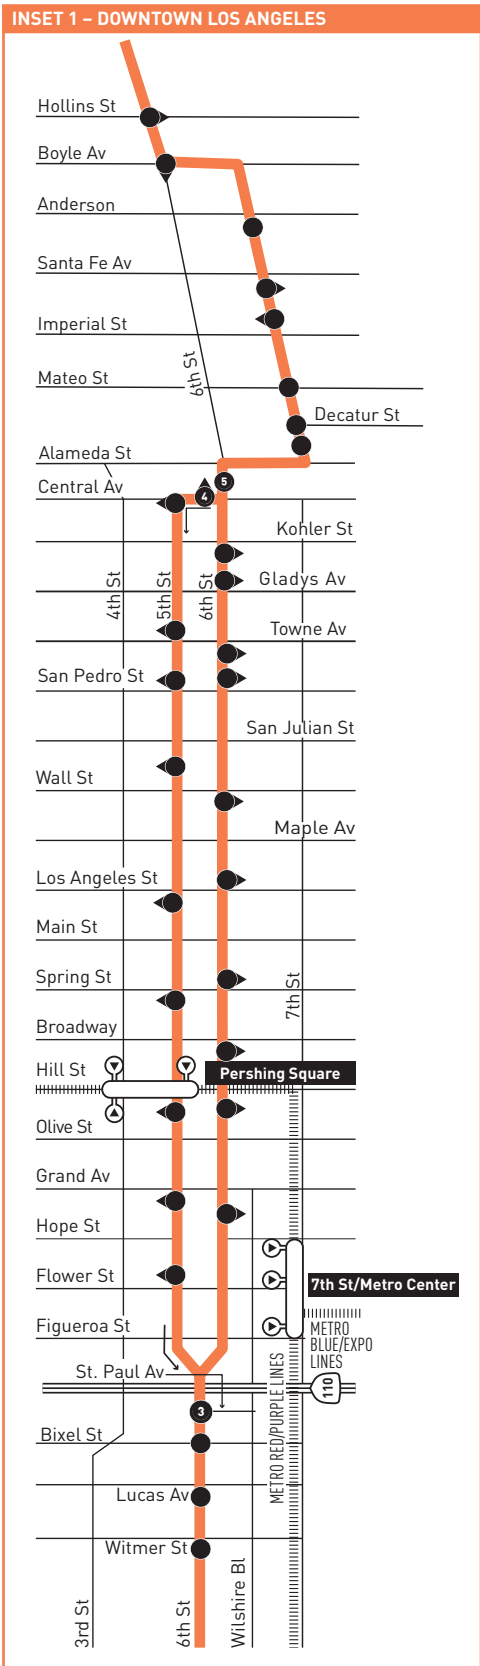 INSET 1 – DOWNTOWN LOS ANGELES
Hollins St
Boyle Av
Anderson
Santa Fe Av
Imperial St
6th St
Mateo St
Decatur St
Alameda St
5
Central Av
4
Kohler St
4th St
5th St
6th St
Gladys Av
Towne Av
San Pedro St
San Julian St
Wall St
Maple Av
Los Angeles St
Main St
Spring St
7th St
Broadway
Hill St
Pershing Square
Olive St
Grand Av
Hope St
Flower St
7th St/Metro Center
Figueroa St
METRO
BLUE/EXPO
LINES
St. Paul Av
METRO RED/PURPLE LINES
110
3
Bixel St
Lucas Av
Witmer St
3rd St
6th St
Wilshire Bl